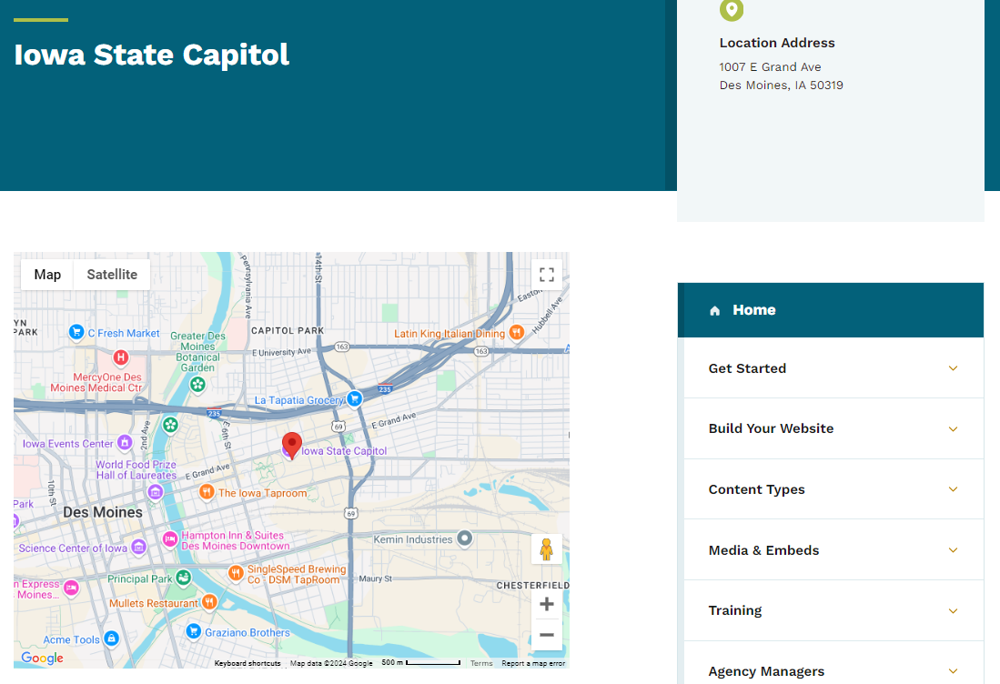 Iowa State Capitol
Location Address
1007 E Grand Ave
Des Moines, IA 50319
Map
Satellite
Pennsylvania Ave
14th St
Easton
Hubbell Ave
YN
PARK
C Fresh Market
CAPITOL PARK
Latin King Italian Dining
Greater Des
Moines
Botanical
Garden
E University Ave
163
163
MercyOne Des
Moines Medical Ctr
235
La Tapatia Grocery
235
69
E Grand Ave
2nd Ave
E 6th St
Iowa Events Center
Iowa State Capitol
World Food Prize
Hall of Laureates
E Grand Ave
10th St
The Iowa Taproom
Park
Des Moines
69
Hampton Inn & Suites
Des Moines Downtown
Kemin Industries
Science Center of Iowa
SingleSpeed Brewing
Co - DSM TapRoom
Principal Park
Maury St
CHESTERFIELD
n Express
Moines...
Mullets Restaurant
Graziano Brothers
Acme Tools
Google
Keyboard shortcuts
Map data ©2024 Google
500 m
Terms
Report a map error
Home
Get Started
Build Your Website
Content Types
Media & Embeds
Training
Agency Managers